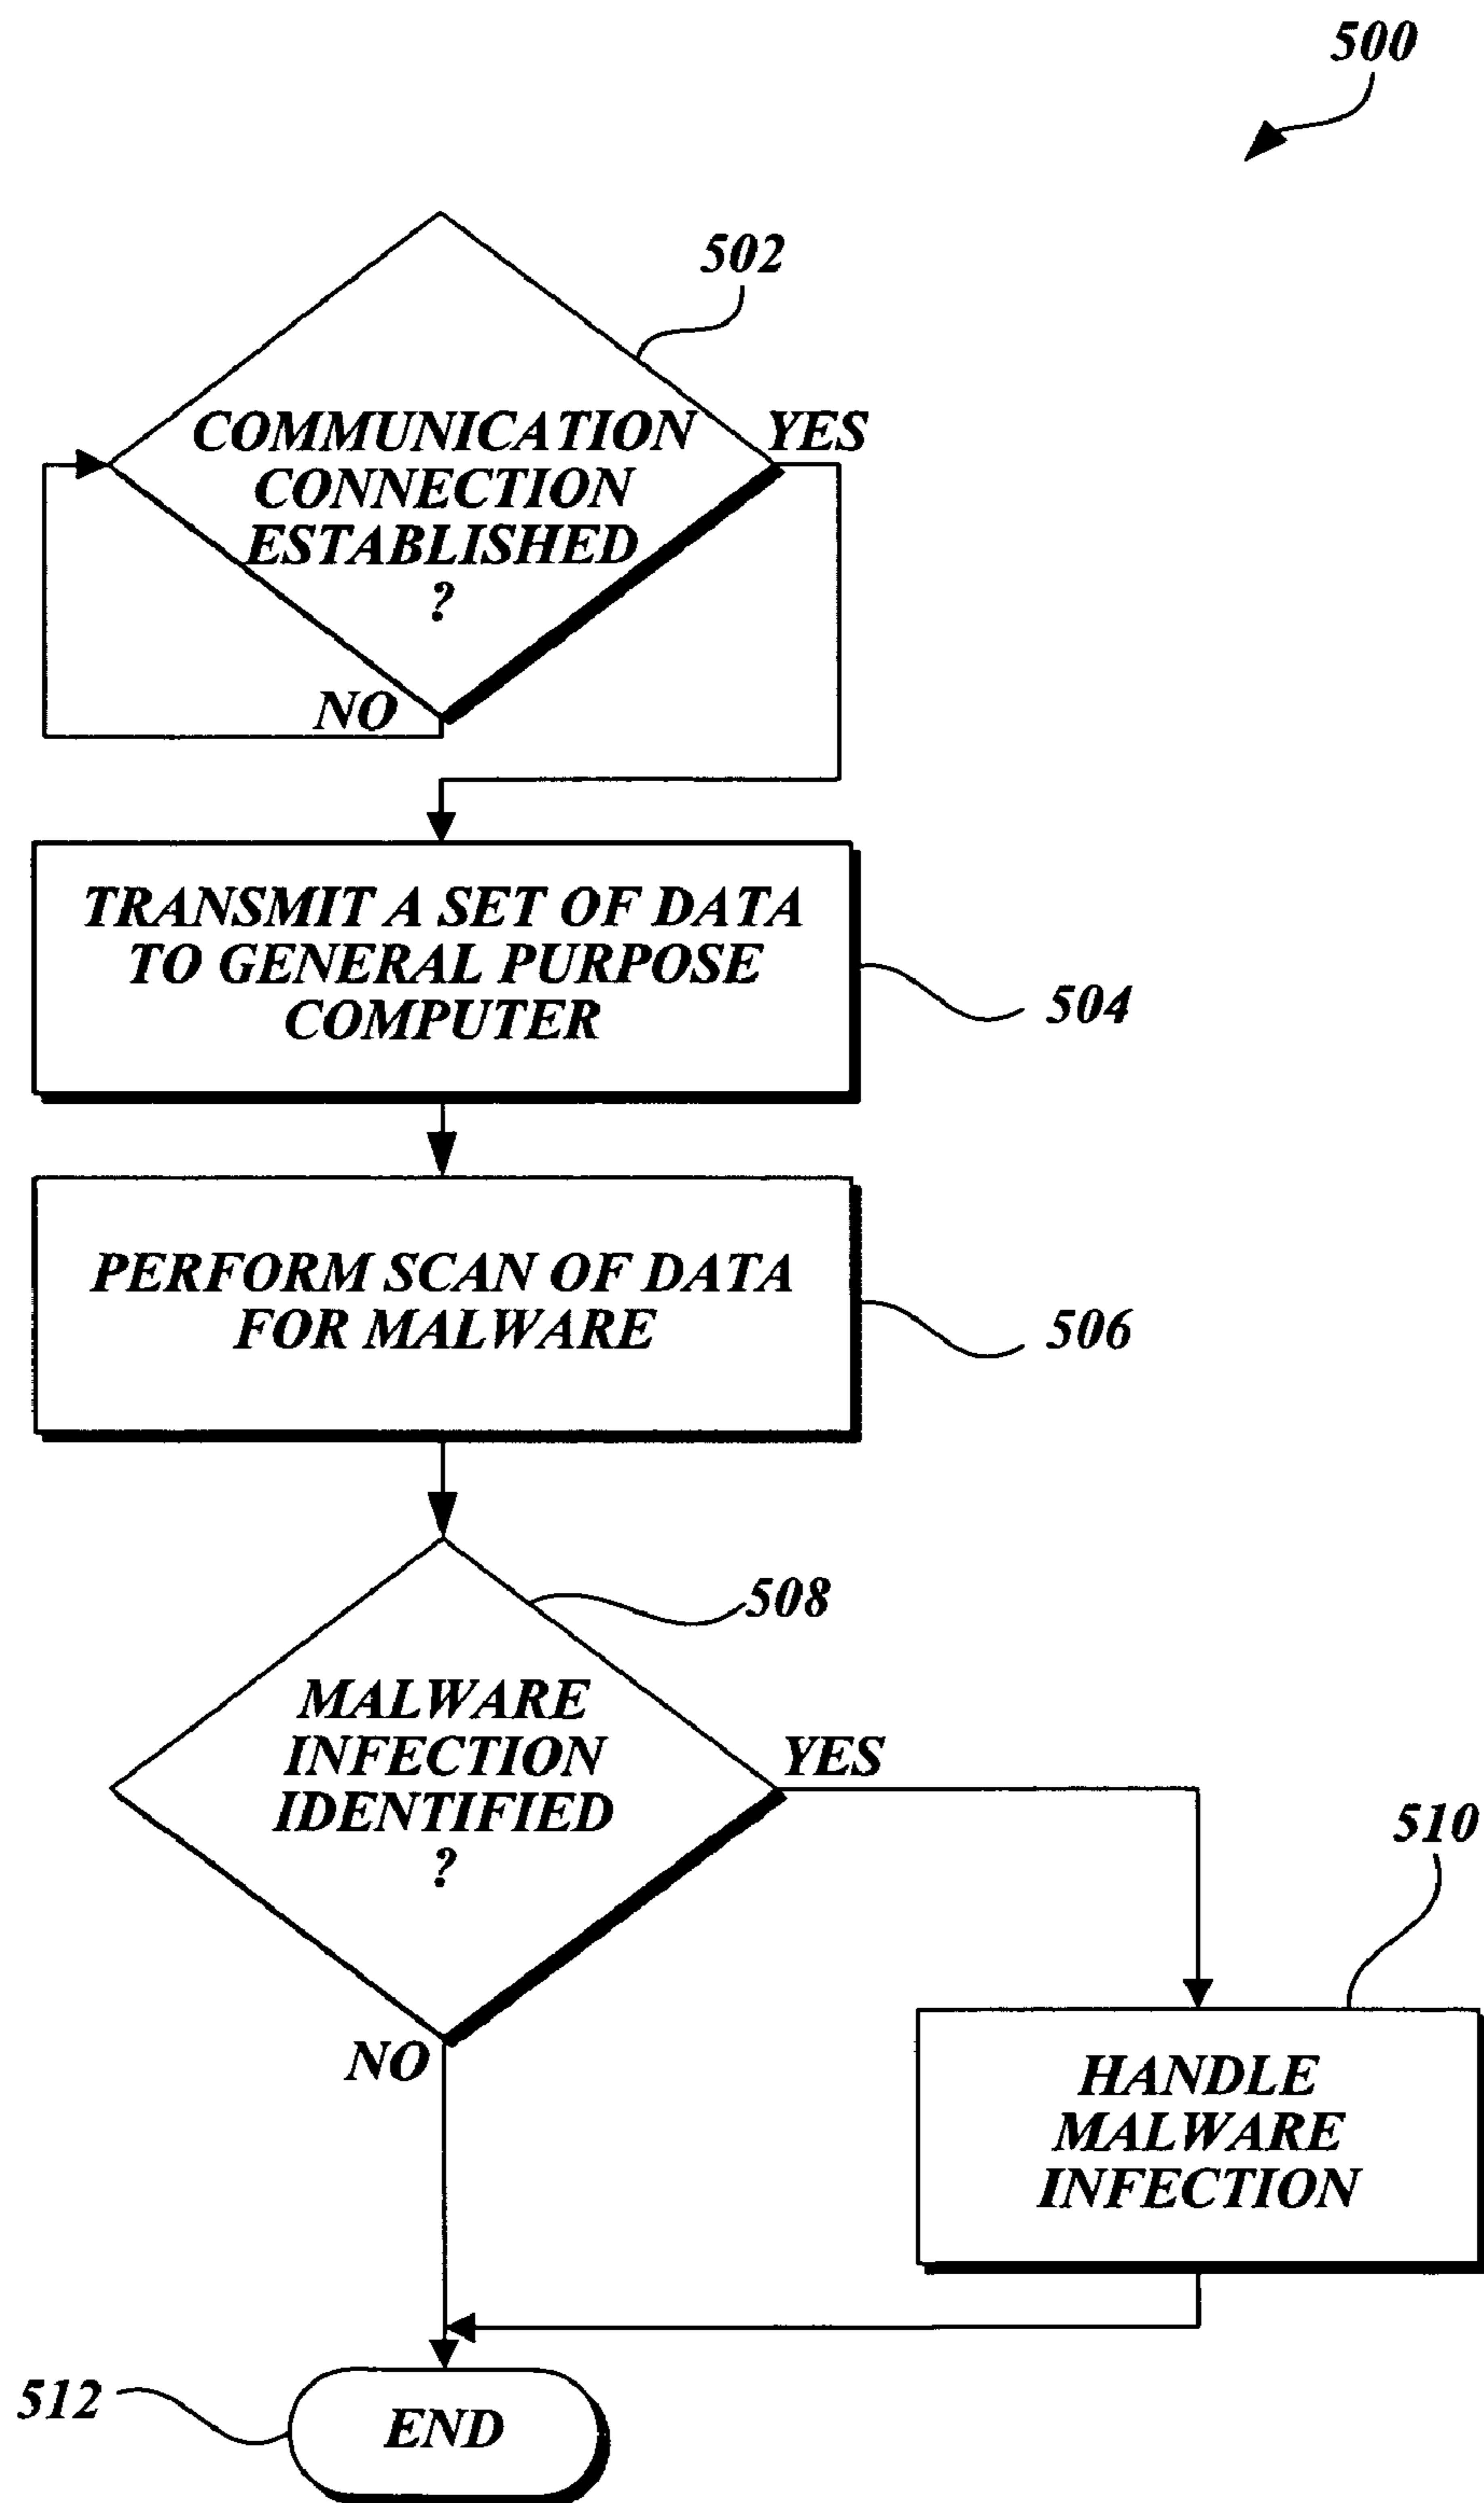 500
502
COMMUNICATION
CONNECTION
ESTABLISHED
?
YES
NO
TRANSMIT A SET OF DATA
TO GENERAL PURPOSE
COMPUTER
504
PERFORM SCAN OF DATA
FOR MALWARE
506
508
MALWARE
INFECTION
IDENTIFIED
?
YES
510
NO
HANDLE
MALWARE
INFECTION
512
END